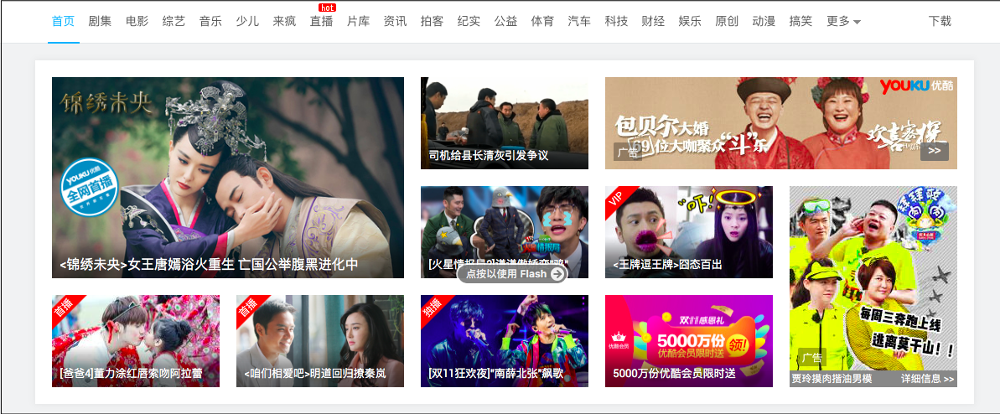 hot
首页 剧集 电影 综艺 音乐 少儿 来疯 直播 片库 资讯 拍客 纪实 公益 体育 汽车 科技 财经 娱乐 原创 动漫 搞笑 更多 下载
锦绣未央
YOUKU优酷
全网首播
<锦绣未央>女王唐嫣浴火重生 亡国公举腹黑进化中
司机给县长清灰引发争议
YOUKU优酷
包贝尔大婚
69位大咖聚众“斗”乐
欢喜密探
广告
>>
火星情报局
点按以使用 Flash
VIP
吓!
<王牌逗王牌>囧态百出
首播
[爸爸4]董力涂红唇索吻阿拉蕾
首播
<咱们相爱吧>明道回归撩秦岚
独播
[双11狂欢夜]"南薛北张"飙歌
双11感恩礼
优酷会员
5000万份
优酷会员限时送
领!
5000万优酷会员限时送
拜拜啦肉肉
每周三奔跑上线
逃离莫干山!!
广告
贾玲摸肉揩油男模 详细信息 >>